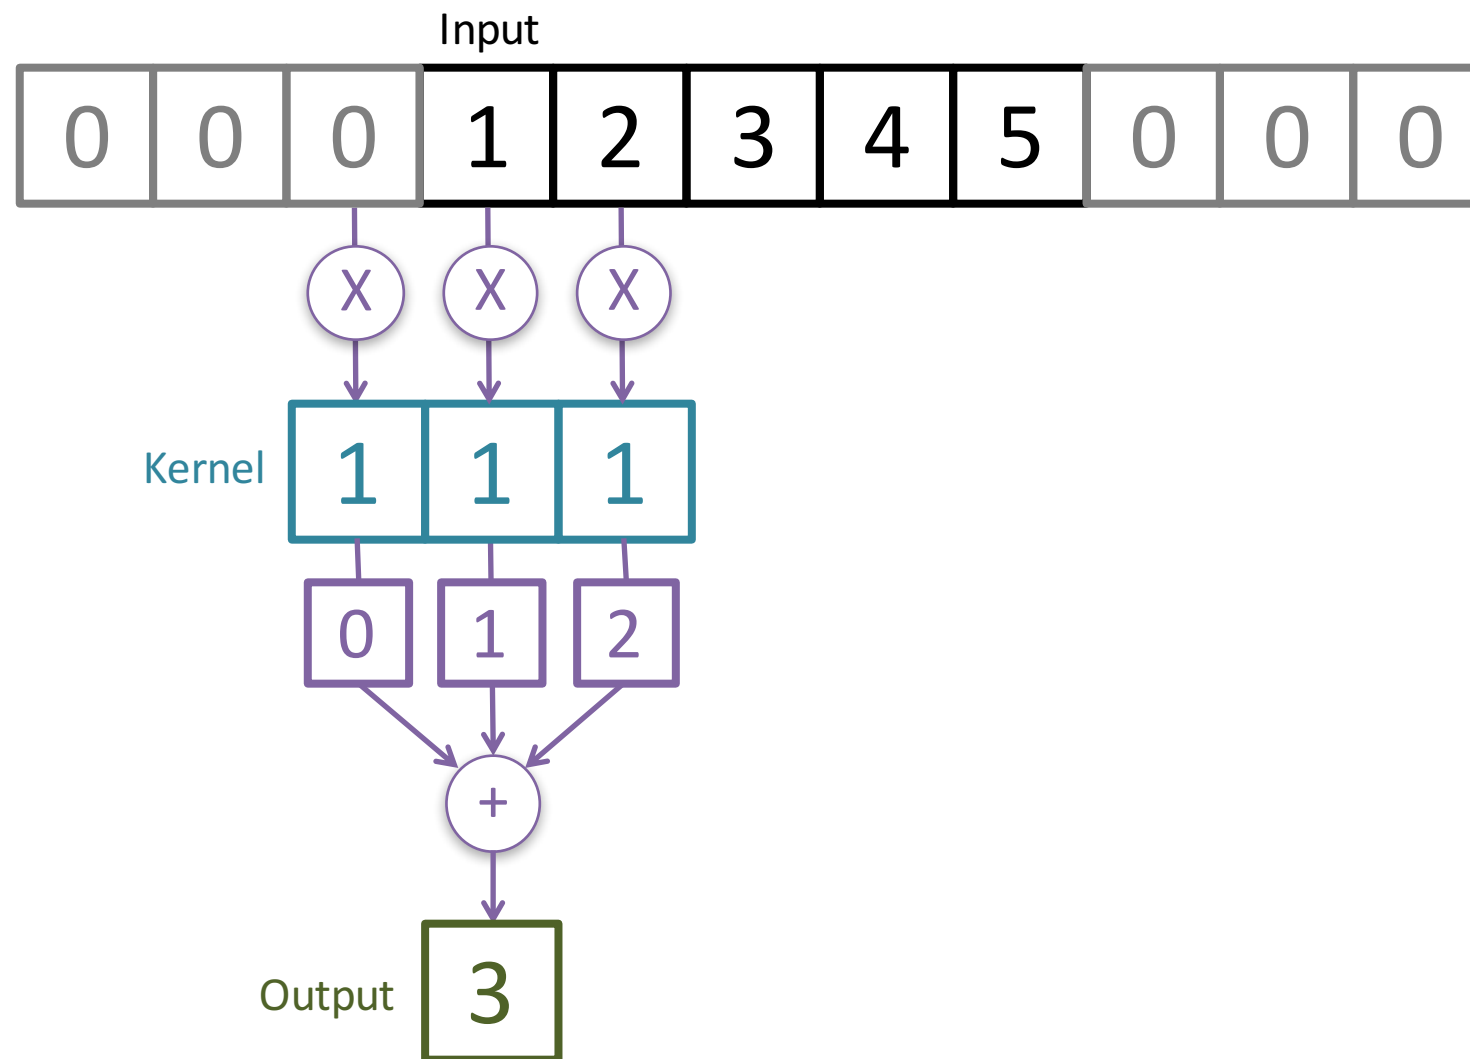 Input
0 0 0 1 2 3 4 5 0 0 0
X X X
Kernel 1 1 1
0 1 2
+
Output 3